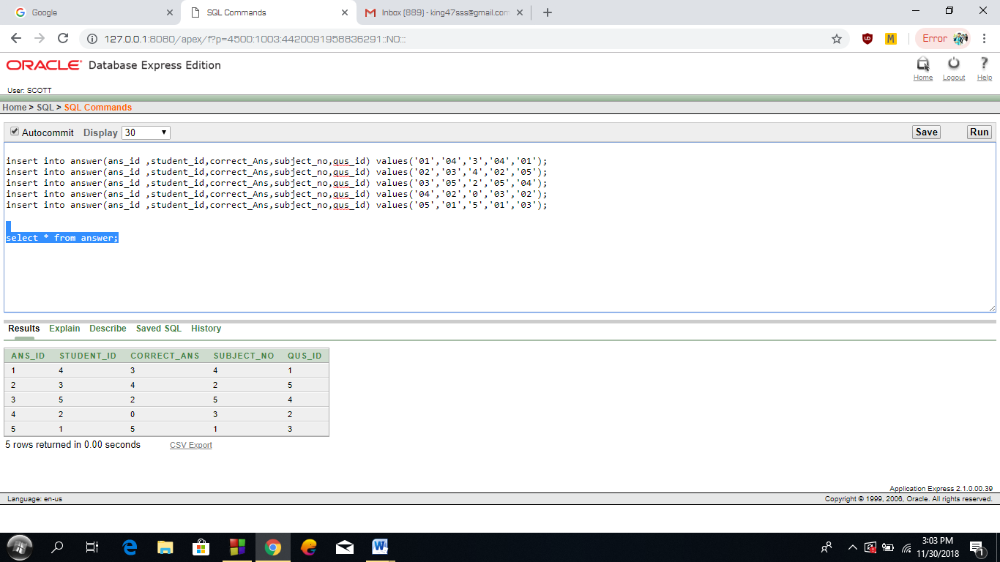 Google
SQL Commands
Inbox (889) - king47sss@gmail.com
127.0.0.1:8080/apex/f?p=4500:1003:4420091958836291::NO:::
Error
ORACLE Database Express Edition
Home Logout Help
User: SCOTT
Home > SQL > SQL Commands
Autocommit Display 30 Save Run
insert into answer(ans_id ,student_id,correct_Ans,subject_no,qus_id) values('01','04','3','04','01');
insert into answer(ans_id ,student_id,correct_Ans,subject_no,qus_id) values('02','03','4','02','05');
insert into answer(ans_id ,student_id,correct_Ans,subject_no,qus_id) values('03','05','2','05','04');
insert into answer(ans_id ,student_id,correct_Ans,subject_no,qus_id) values('04','02','0','03','02');
insert into answer(ans_id ,student_id,correct_Ans,subject_no,qus_id) values('05','01','5','01','03');
select * from answer;
Results Explain Describe Saved SQL History
ANS_ID STUDENT_ID CORRECT_ANS SUBJECT_NO QUS_ID
1 4 3 4 1
2 3 4 2 5
3 5 2 5 4
4 2 0 3 2
5 1 5 1 3
5 rows returned in 0.00 seconds CSV Export
Application Express 2.1.0.00.39
Language: en-us Copyright © 1999, 2006, Oracle. All rights reserved.
3:03 PM
11/30/2018
1